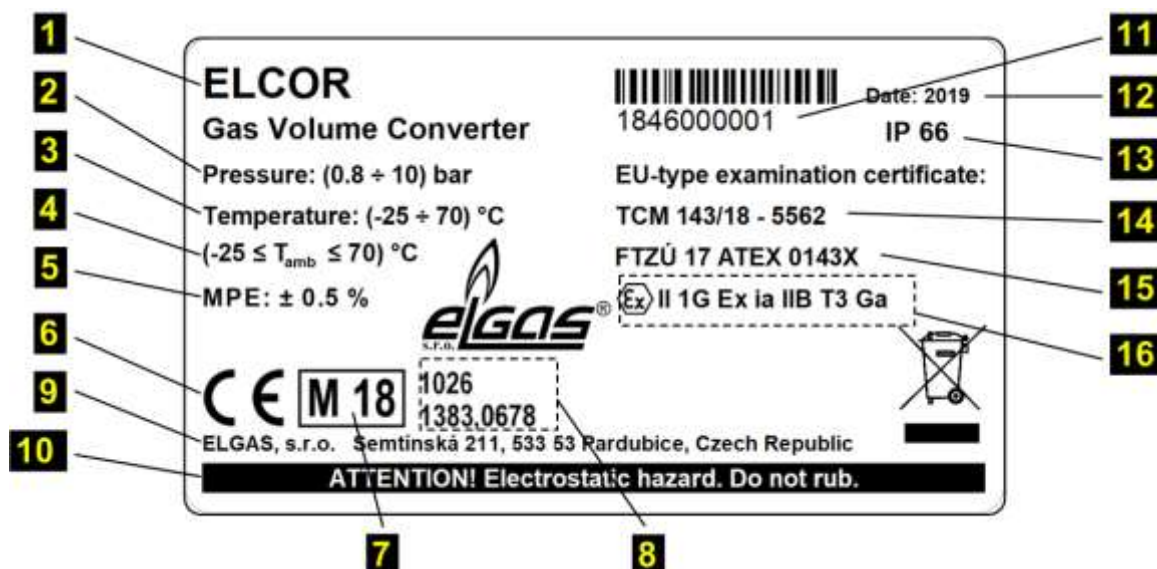 1
2
3
4
5
6
9
10
ELCOR
Gas Volume Converter
Pressure: (0.8 ÷ 10) bar
Temperature: (-25 ÷ 70) °C
(-25 ≤ Tamb ≤ 70) °C
MPE: ± 0.5 %
elgas®
s.r.o.
CE M 18
1026
1383,0678
1846000001
Date: 2019
IP 66
EU-type examination certificate:
TCM 143/18 - 5562
FTZÚ 17 ATEX 0143X
Ex II 1G Ex ia IIB T3 Ga
ELGAS, s.r.o. Semtínská 211, 533 53 Pardubice, Czech Republic
ATTENTION! Electrostatic hazard. Do not rub.
11
12
13
14
15
16
7
8